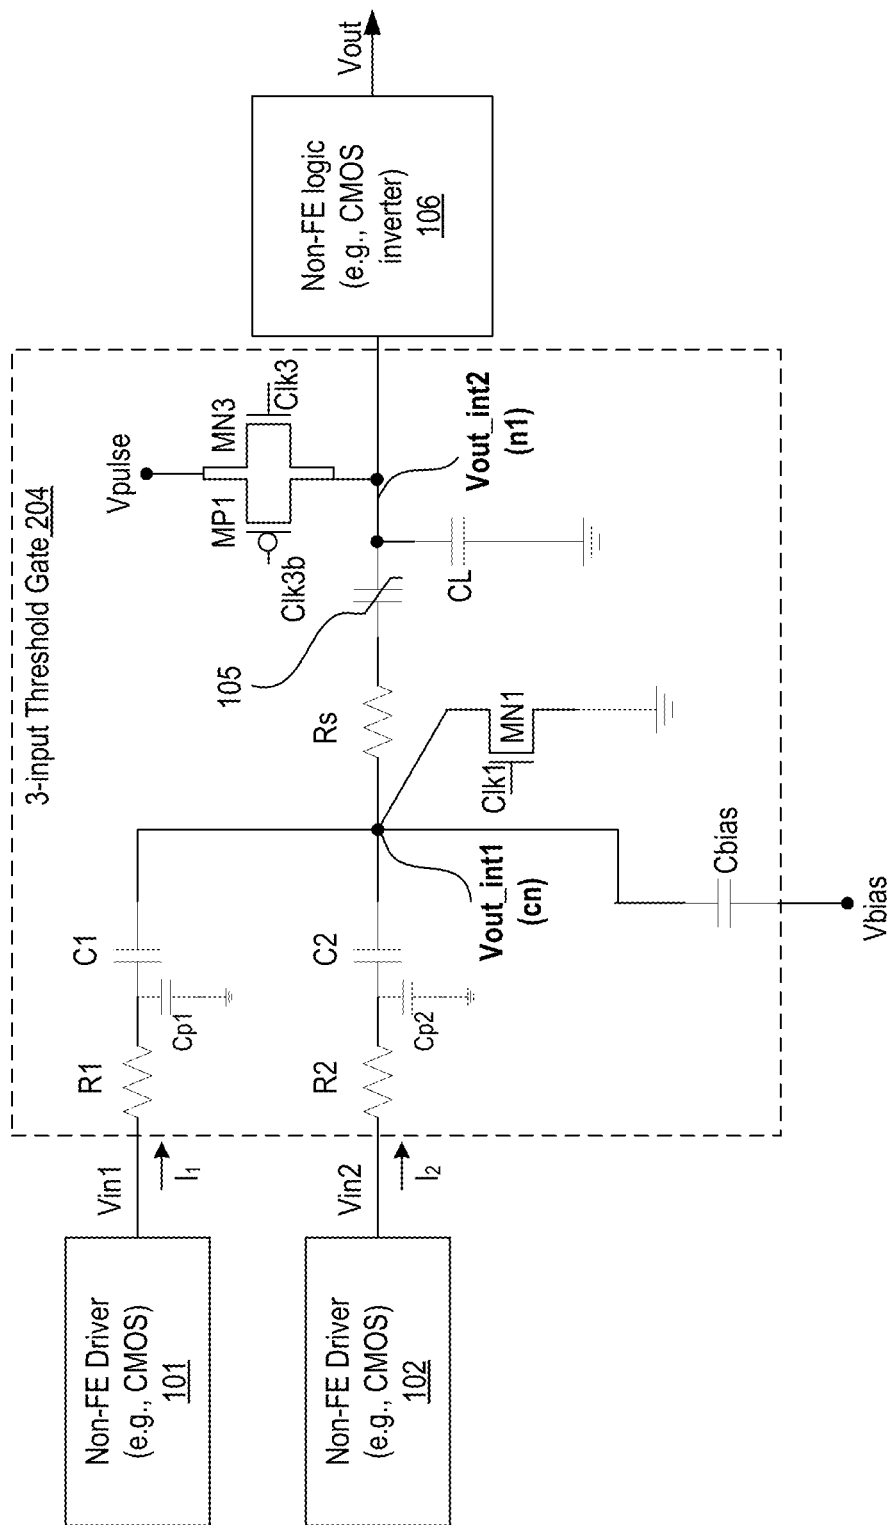 Non-FE Driver
(e.g., CMOS)
101
Vin1
I1
R1
Cp1
C1
3-input Threshold Gate 204
Non-FE Driver
(e.g., CMOS)
102
Vin2
I2
R2
Cp2
C2
Vout_int1
(cn)
Rs
105
Clk1
MN1
Cbias
Vbias
Vpulse
MP1
MN3
Clk3b
Clk3
CL
Vout_int2
(n1)
Non-FE logic
(e.g., CMOS
inverter)
106
Vout